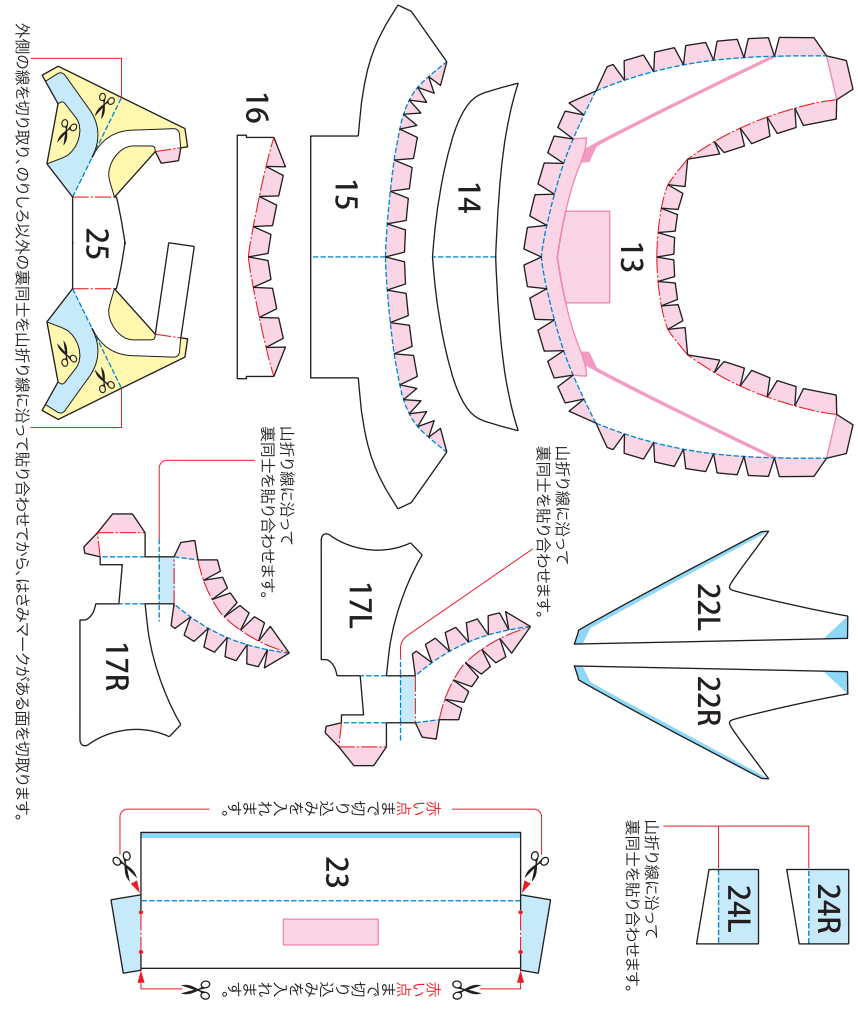 13
14
15
16
25
外側の線を切り取り、のりしろ以外の裏同士を山折り線に沿って貼り合わせてから、はさみマークがある面を切取ります。
山折り線に沿って
裏同士を貼り合わせます。
山折り線に沿って
裏同士を貼り合わせます。
17L
17R
22L
22R
赤い点まで切り込みを入れます。
23
赤い点まで切り込みを入れます。
山折り線に沿って
裏同士を貼り合わせます。
24L
24R